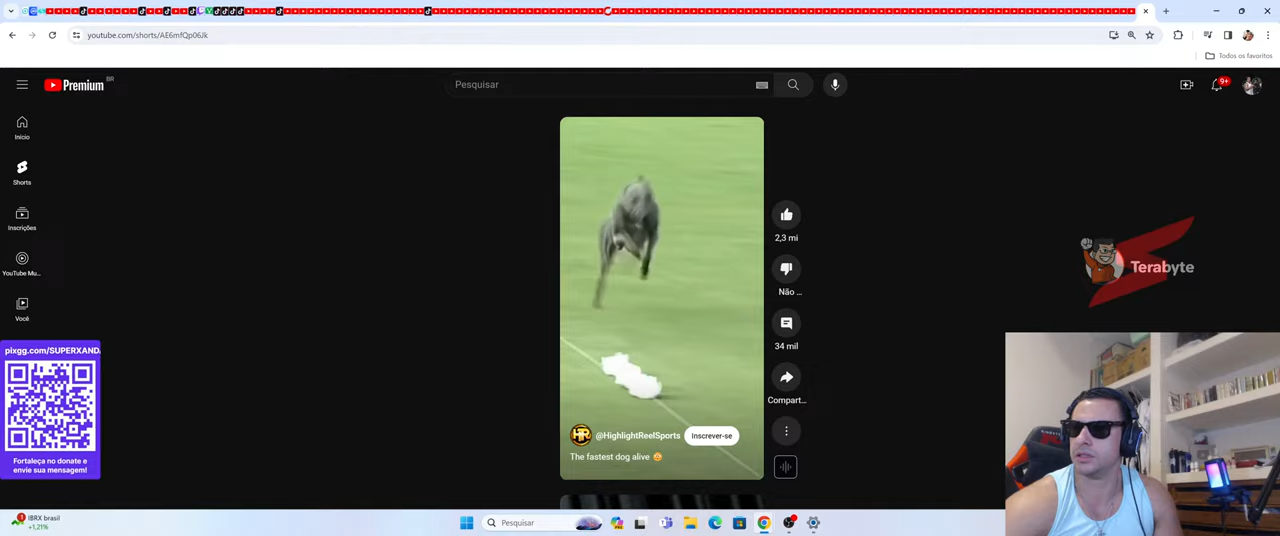 youtube.com/shorts/AE6mfQp06Jk
Todos os favoritos
Premium BR
Pesquisar
9+
Início
Shorts
Inscrições
YouTube Mu...
Você
2,3 mi
Não ...
34 mil
Compart...
Terabyte
@HighlightReelSports
Inscrever-se
The fastest dog alive
pixgg.com/SUPERXAND
Fortaleça no donate e
envie sua mensagem!
1
IBRX brasil
+1,21%
Pesquisar